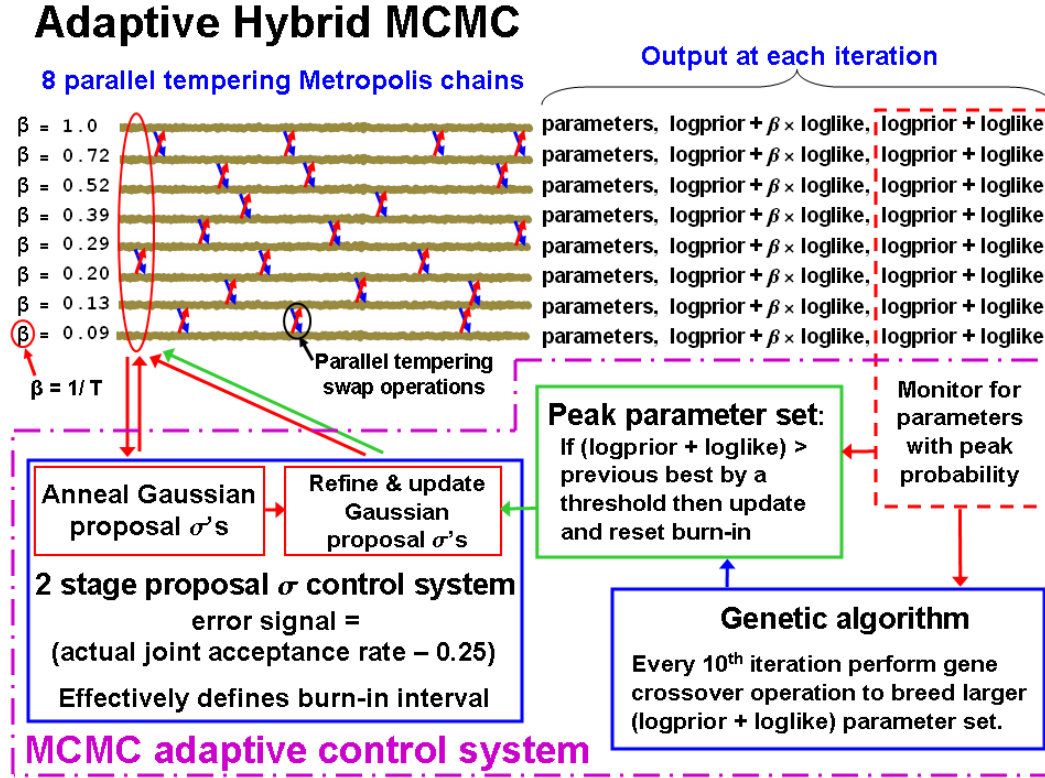 Adaptive Hybrid MCMC
8 parallel tempering Metropolis chains
Output at each iteration
β = 1.0
parameters, logprior + β × loglike, logprior + loglike
β = 0.72
parameters, logprior + β × loglike, logprior + loglike
β = 0.52
parameters, logprior + β × loglike, logprior + loglike
β = 0.39
parameters, logprior + β × loglike, logprior + loglike
β = 0.29
parameters, logprior + β × loglike, logprior + loglike
β = 0.20
parameters, logprior + β × loglike, logprior + loglike
β = 0.13
parameters, logprior + β × loglike, logprior + loglike
β = 0.09
parameters, logprior + β × loglike, logprior + loglike
β = 1/ T
Parallel tempering
swap operations
Monitor for
parameters
with peak
probability
Peak parameter set:
If (logprior + loglike) >
previous best by a
threshold then update
and reset burn-in
Anneal Gaussian
proposal σ's
Refine & update
Gaussian
proposal σ's
2 stage proposal σ control system
error signal =
(actual joint acceptance rate – 0.25)
Effectively defines burn-in interval
Genetic algorithm
Every 10th iteration perform gene
crossover operation to breed larger
(logprior + loglike) parameter set.
MCMC adaptive control system